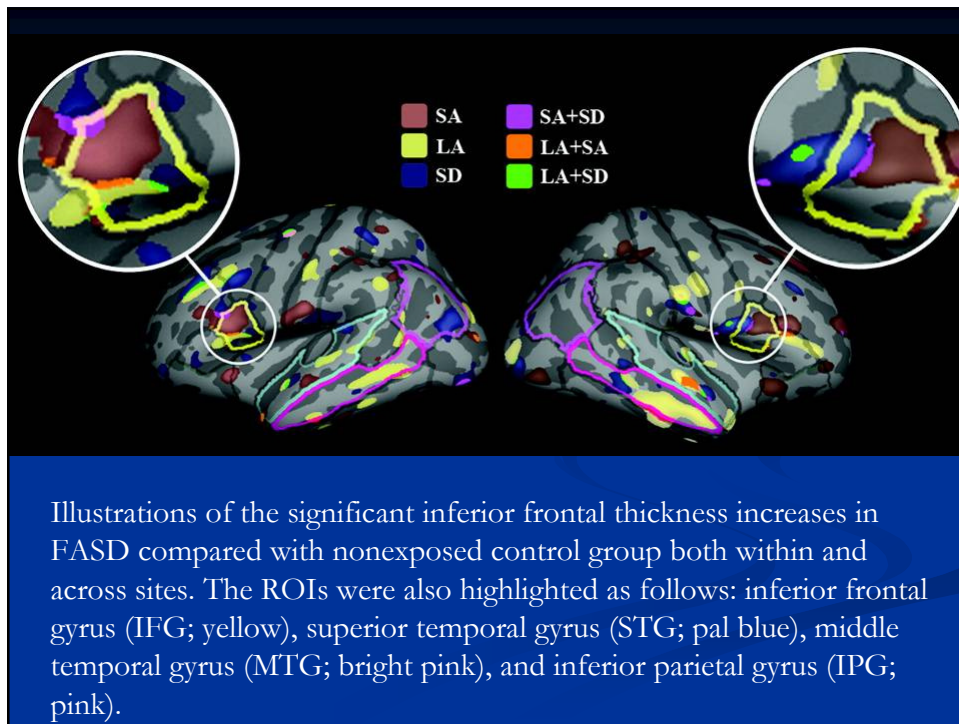 SA
LA
SD
SA+SD
LA+SA
LA+SD
Illustrations of the significant inferior frontal thickness increases in
FASD compared with nonexposed control group both within and
across sites. The ROIs were also highlighted as follows: inferior frontal
gyrus (IFG; yellow), superior temporal gyrus (STG; pal blue), middle
temporal gyrus (MTG; bright pink), and inferior parietal gyrus (IPG;
pink).